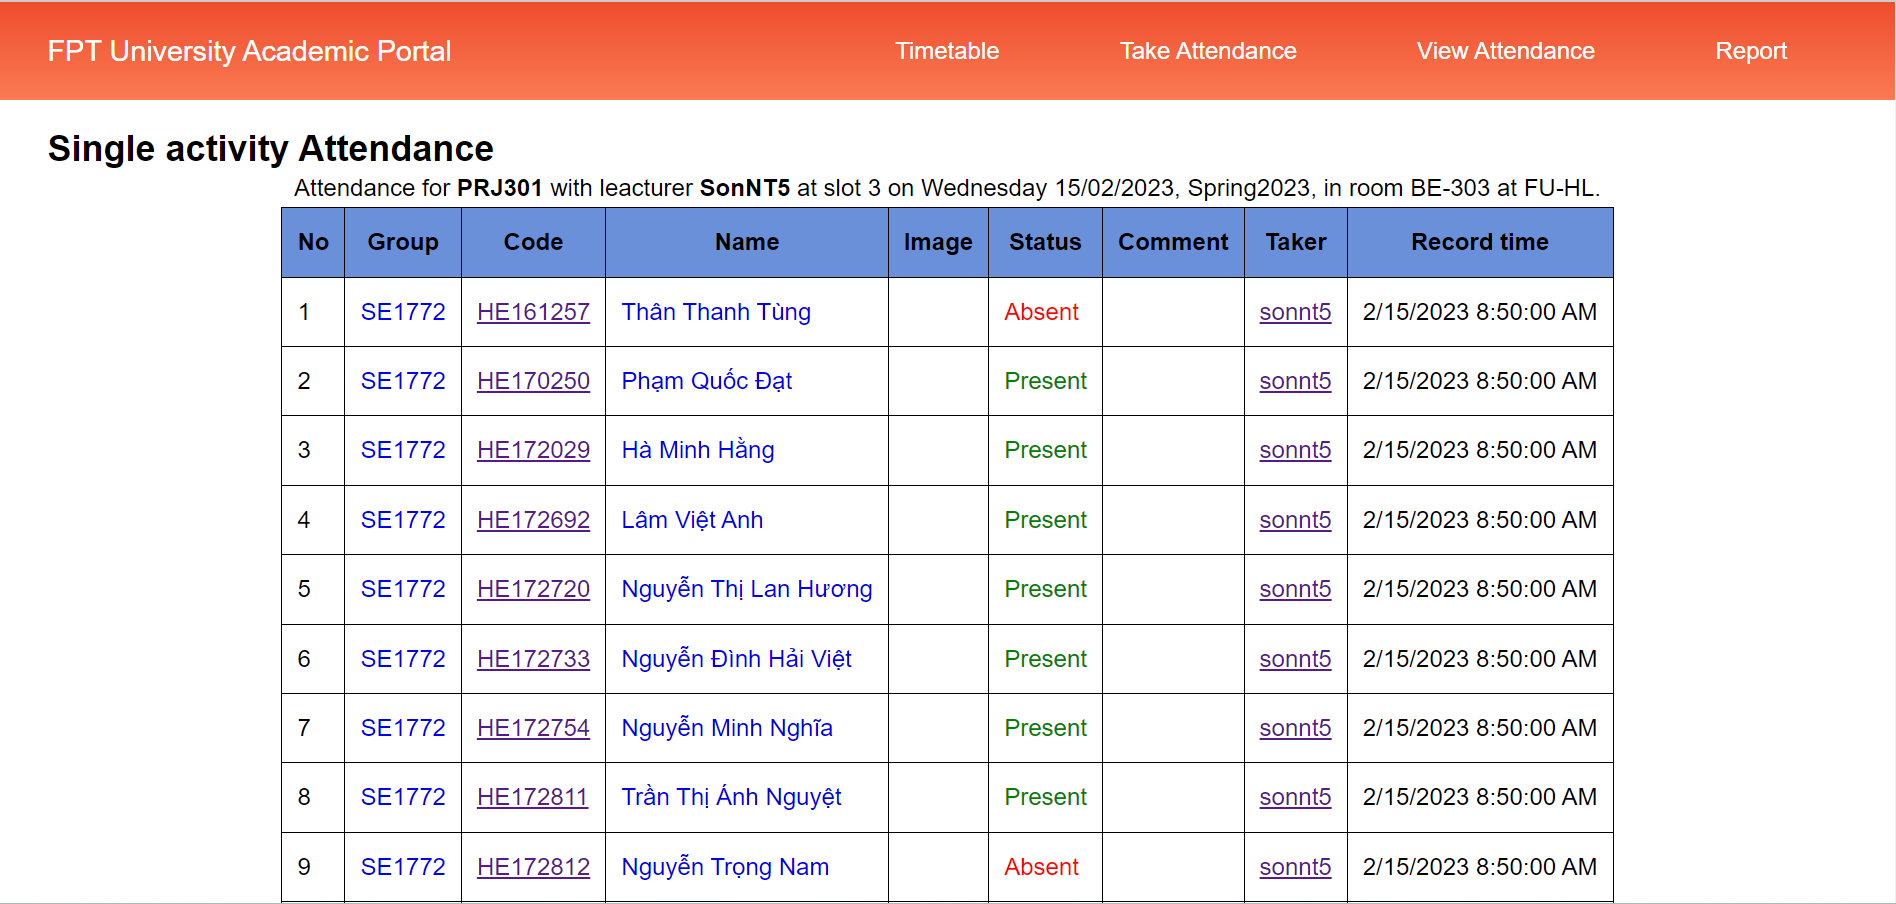 FPT University Academic Portal Timetable Take Attendance View Attendance Report
Single activity Attendance
Attendance for PRJ301 with leacturer SonNT5 at slot 3 on Wednesday 15/02/2023, Spring2023, in room BE-303 at FU-HL.
No Group Code Name Image Status Comment Taker Record time
1 SE1772 HE161257 Thân Thanh Tùng Absent sonnt5 2/15/2023 8:50:00 AM
2 SE1772 HE170250 Phạm Quốc Đạt Present sonnt5 2/15/2023 8:50:00 AM
3 SE1772 HE172029 Hà Minh Hằng Present sonnt5 2/15/2023 8:50:00 AM
4 SE1772 HE172692 Lâm Việt Anh Present sonnt5 2/15/2023 8:50:00 AM
5 SE1772 HE172720 Nguyễn Thị Lan Hương Present sonnt5 2/15/2023 8:50:00 AM
6 SE1772 HE172733 Nguyễn Đình Hải Việt Present sonnt5 2/15/2023 8:50:00 AM
7 SE1772 HE172754 Nguyễn Minh Nghĩa Present sonnt5 2/15/2023 8:50:00 AM
8 SE1772 HE172811 Trần Thị Ánh Nguyệt Present sonnt5 2/15/2023 8:50:00 AM
9 SE1772 HE172812 Nguyễn Trọng Nam Absent sonnt5 2/15/2023 8:50:00 AM